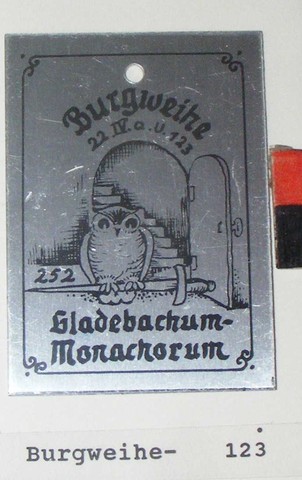 Burgweihe
22 IV. a. U. 123
252
Gladebachum-
Monachorum
Burgweihe- 123